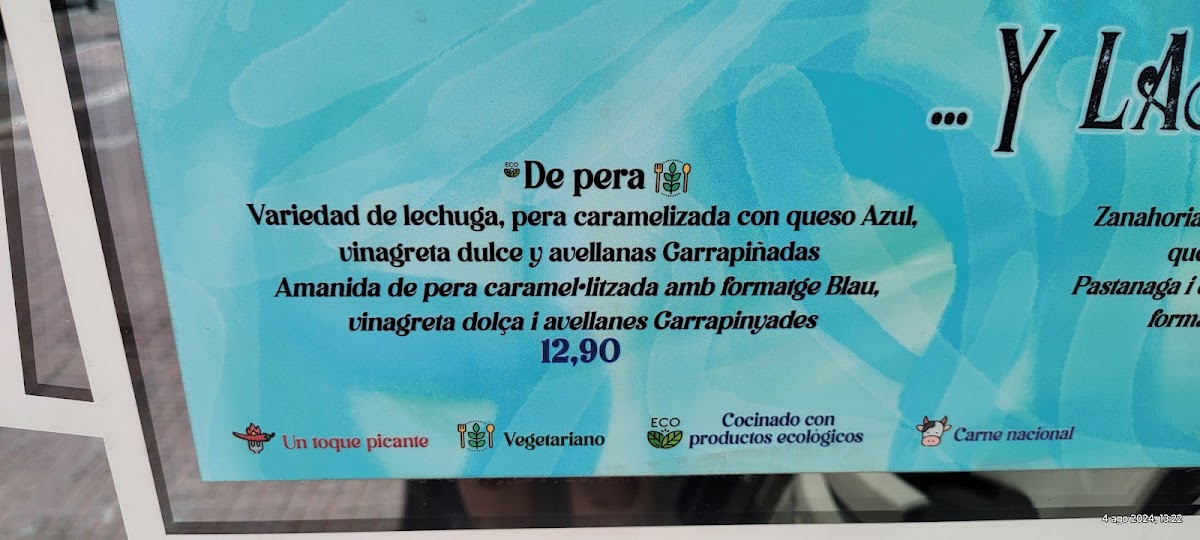 ... Y LA
ECO
De pera
Variedad de lechuga, pera caramelizada con queso Azul,
vinagreta dulce y avellanas Garrapiñadas
Amanida de pera caramel·litzada amb formatge Blau,
vinagreta dolça i avellanes Garrapinyades
12,90
Zanahoria
que
Pastanaga i
form
Un toque picante
Vegetariano
ECO
Cocinado con
productos ecológicos
Carne nacional
4 ago 2024, 13:22